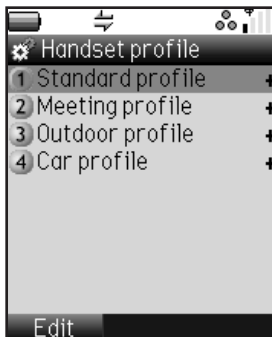 Handset profile
1 Standard profile
2 Meeting profile
3 Outdoor profile
4 Car profile
Edit